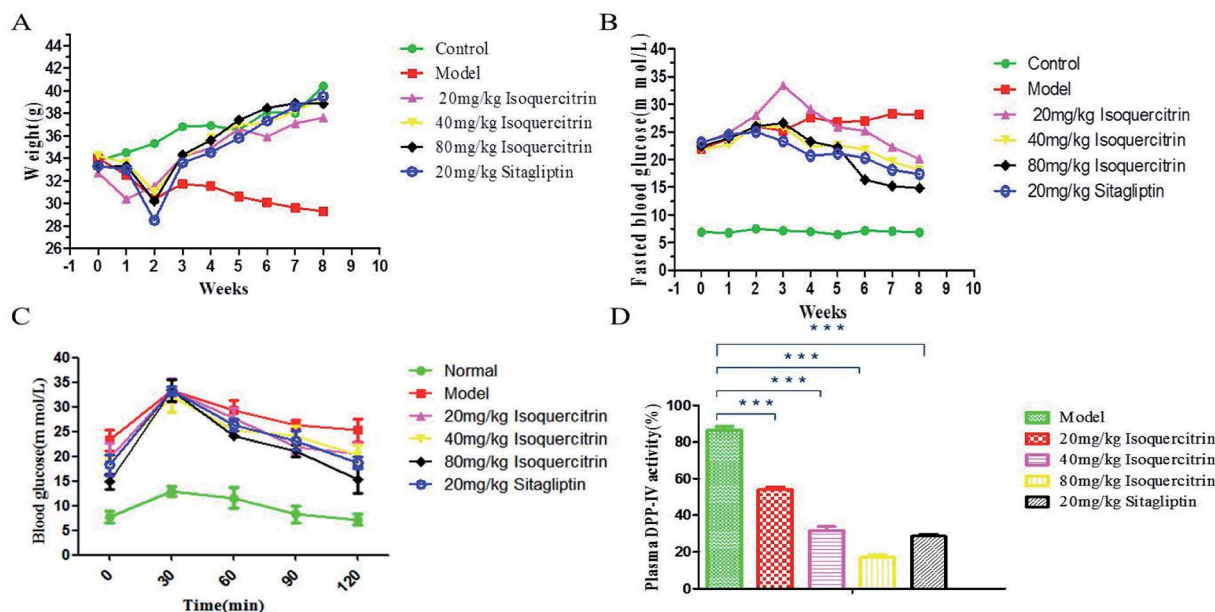 A
W eight(g)
44
42
40
38
36
34
32
30
28
26
-1 0 1 2 3 4 5 6 7 8 9 10
Weeks
Control
Model
20mg/kg Isoquercitrin
40mg/kg Isoquercitrin
80mg/kg Isoquercitrin
20mg/kg Sitagliptin
B
Fasted blood glucose(m mol/L)
40
35
30
25
20
15
10
5
0
-1 0 1 2 3 4 5 6 7 8 9 10
Weeks
Control
Model
20mg/kg Isoquercitrin
40mg/kg Isoquercitrin
80mg/kg Isoquercitrin
20mg/kg Sitagliptin
C
Blood glucose(m mol/L)
40
35
30
25
20
15
10
5
0
0 30 60 90 120
Time(min)
Normal
Model
20mg/kg Isoquercitrin
40mg/kg Isoquercitrin
80mg/kg Isoquercitrin
20mg/kg Sitagliptin
D
***
***
***
***
Plasma DPP-IV activity(%)
100
80
60
40
20
0
Model
20mg/kg Isoquercitrin
40mg/kg Isoquercitrin
80mg/kg Isoquercitrin
20mg/kg Sitagliptin